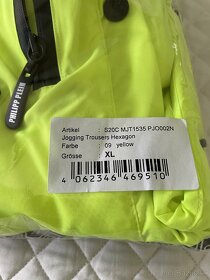 PHILIPP PLEIN
Artikel : S20C MJT1535 PJO002N
Jogging Trousers Hexagon
Farbe : 09 yellow
Grösse : XL
4 062346 469510